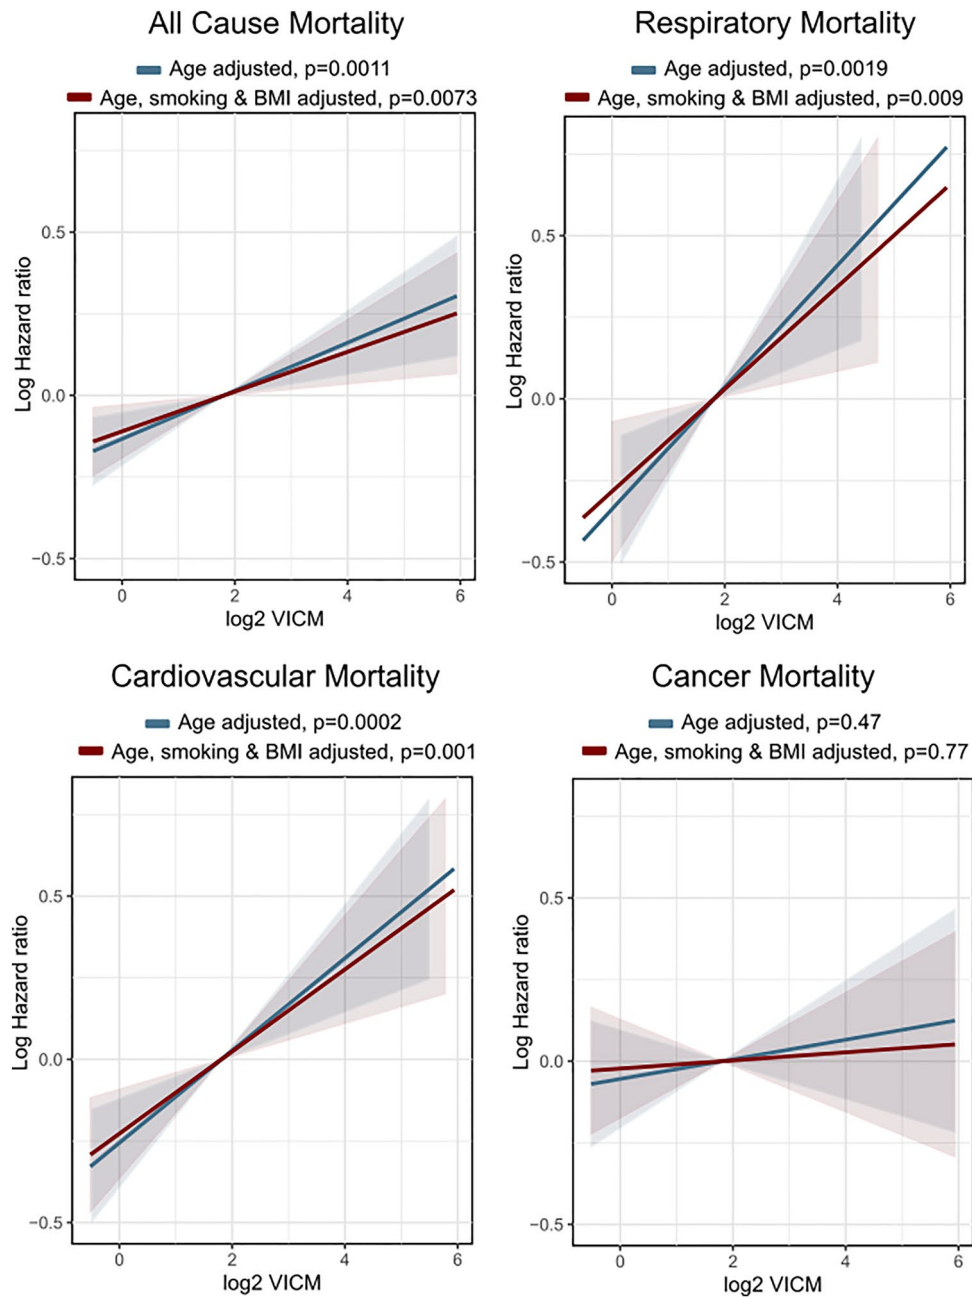 All Cause Mortality
Age adjusted, p=0.0011
Age, smoking & BMI adjusted, p=0.0073
Log Hazard ratio
0.5
0.0
−0.5
0
2
4
6
log2 VICM
Respiratory Mortality
Age adjusted, p=0.0019
Age, smoking & BMI adjusted, p=0.009
Log Hazard ratio
0.5
0.0
−0.5
0
2
4
6
log2 VICM
Cardiovascular Mortality
Age adjusted, p=0.0002
Age, smoking & BMI adjusted, p=0.001
Log Hazard ratio
0.5
0.0
−0.5
0
2
4
6
log2 VICM
Cancer Mortality
Age adjusted, p=0.47
Age, smoking & BMI adjusted, p=0.77
Log Hazard ratio
0.5
0.0
−0.5
0
2
4
6
log2 VICM